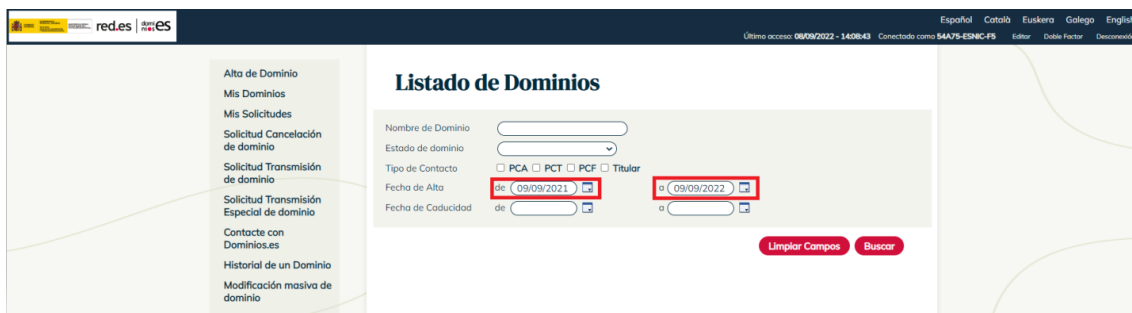 red.es dominios.es
Español Català Euskera Galego English
Último acceso: 08/09/2022 - 14:08:43 Conectado como 54A75-ESNIC-F5 Editar Doble Factor Desconexió
Alta de Dominio
Mis Dominios
Mis Solicitudes
Solicitud Cancelación
de dominio
Solicitud Transmisión
de dominio
Solicitud Transmisión
Especial de dominio
Contacte con
Dominios.es
Historial de un Dominio
Modificación masiva de
dominio
Listado de Dominios
Nombre de Dominio
Estado de dominio
Tipo de Contacto PCA PCT PCF Titular
Fecha de Alta de 09/09/2021 a 09/09/2022
Fecha de Caducidad de a
Limpiar Campos Buscar